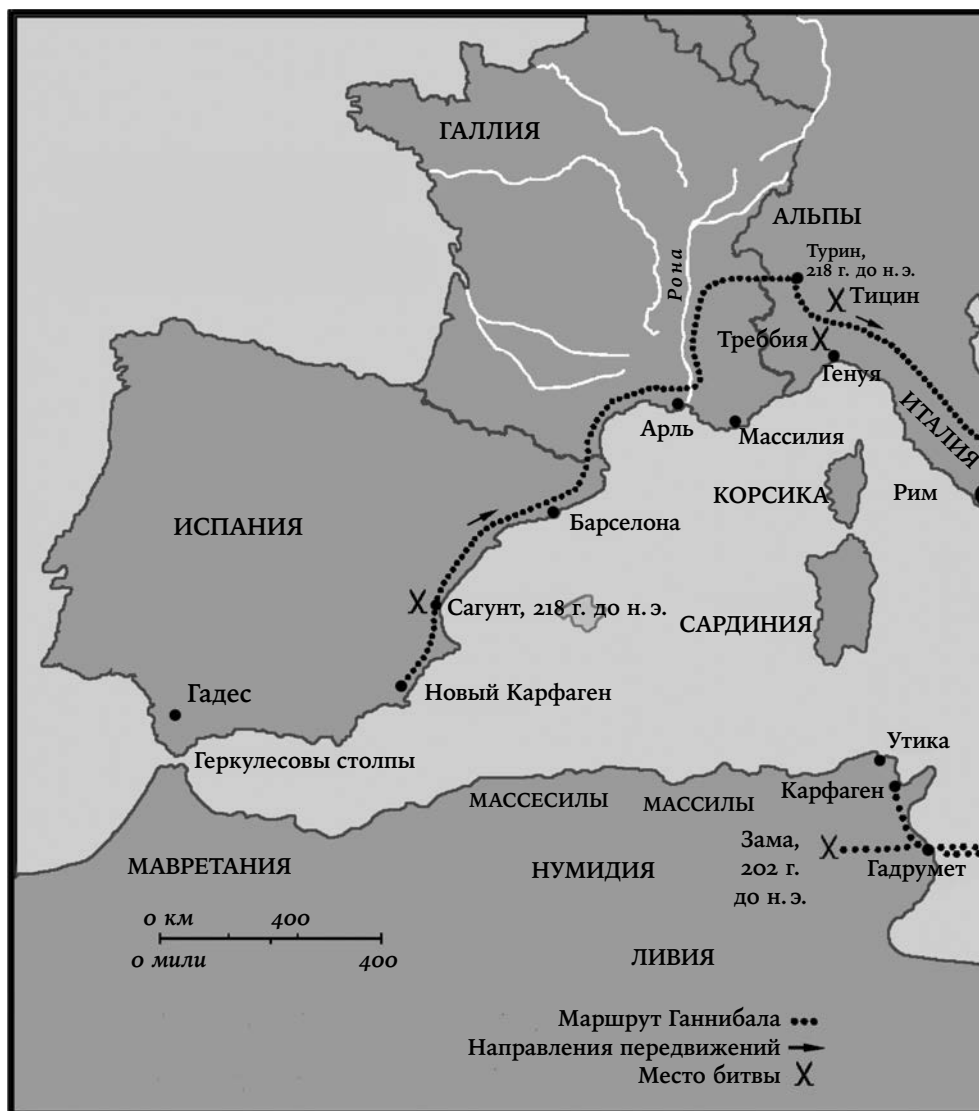 ГАЛЛИЯ
АЛЬПЫ
Турин,
218 г. до н. э.
Рона
Тицин
Треббия
Генуя
ИТАЛИЯ
Арль
Массилия
КОРСИКА
Рим
ИСПАНИЯ
Барселона
Сагунт, 218 г. до н. э.
САРДИНИЯ
Гадес
Новый Карфаген
Геркулесовы столпы
Утика
МАССЕСИЛЫ
МАССИЛЫ
Карфаген
МАВРЕТАНИЯ
НУМИДИЯ
Зама,
202 г.
до н. э.
Гадрумет
0 км 400
0 мили 400
ЛИВИЯ
Маршрут Ганнибала
Направления передвижений
Место битвы